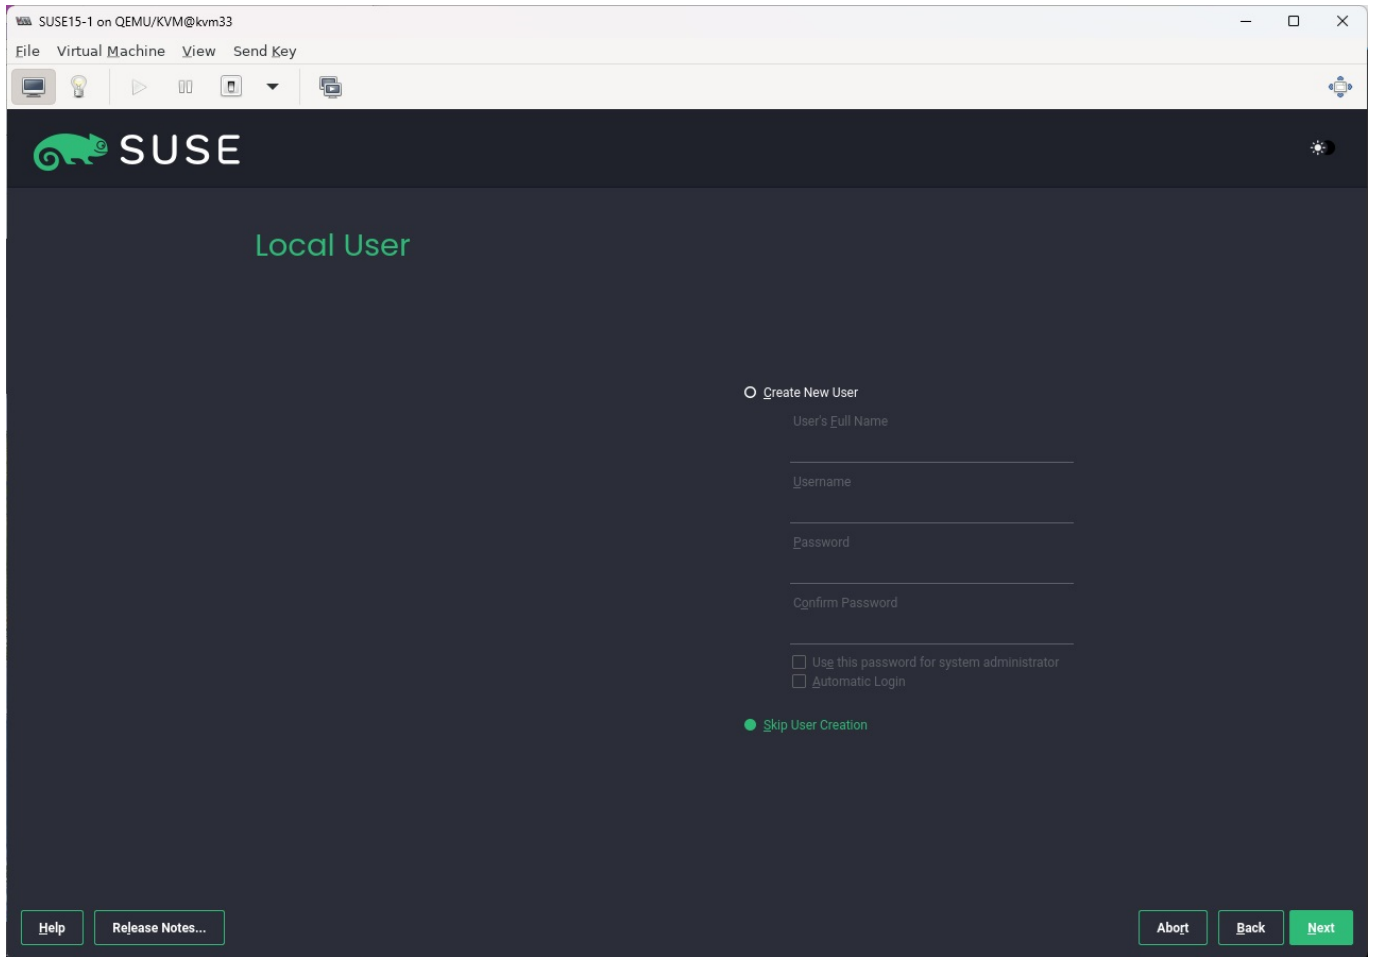 SUSE15-1 on QEMU/KVM@kvm33
File Virtual Machine View Send Key
SUSE
Local User
Create New User
User's Full Name
Username
Password
Confirm Password
Use this password for system administrator
Automatic Login
Skip User Creation
Help Release Notes... Abort Back Next